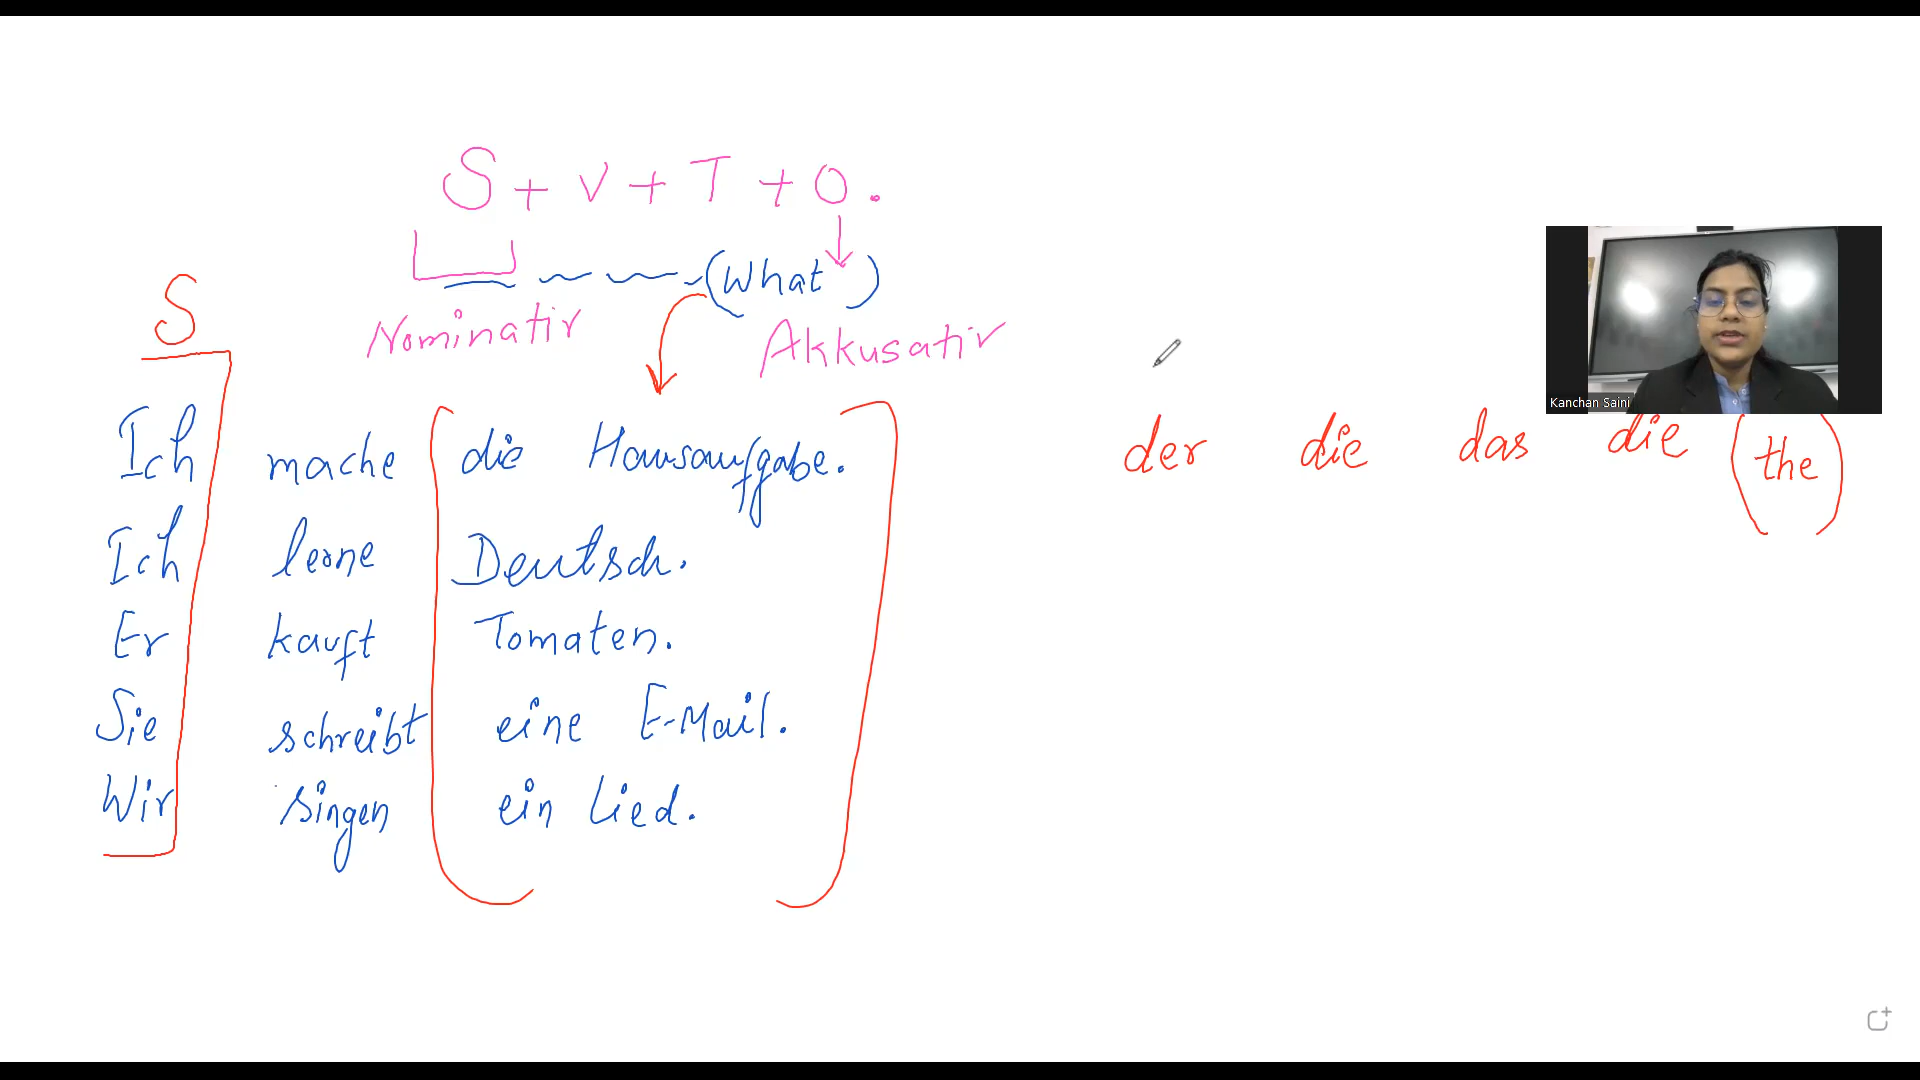 S + V + T + O.
(What)
Nominativ
Akkusativ
S
Ich mache die Hausaufgabe.
Ich lerne Deutsch.
Er kauft Tomaten.
Sie schreibt eine E-Mail.
Wir singen ein Lied.
Kanchan Saini
der die das die (the)